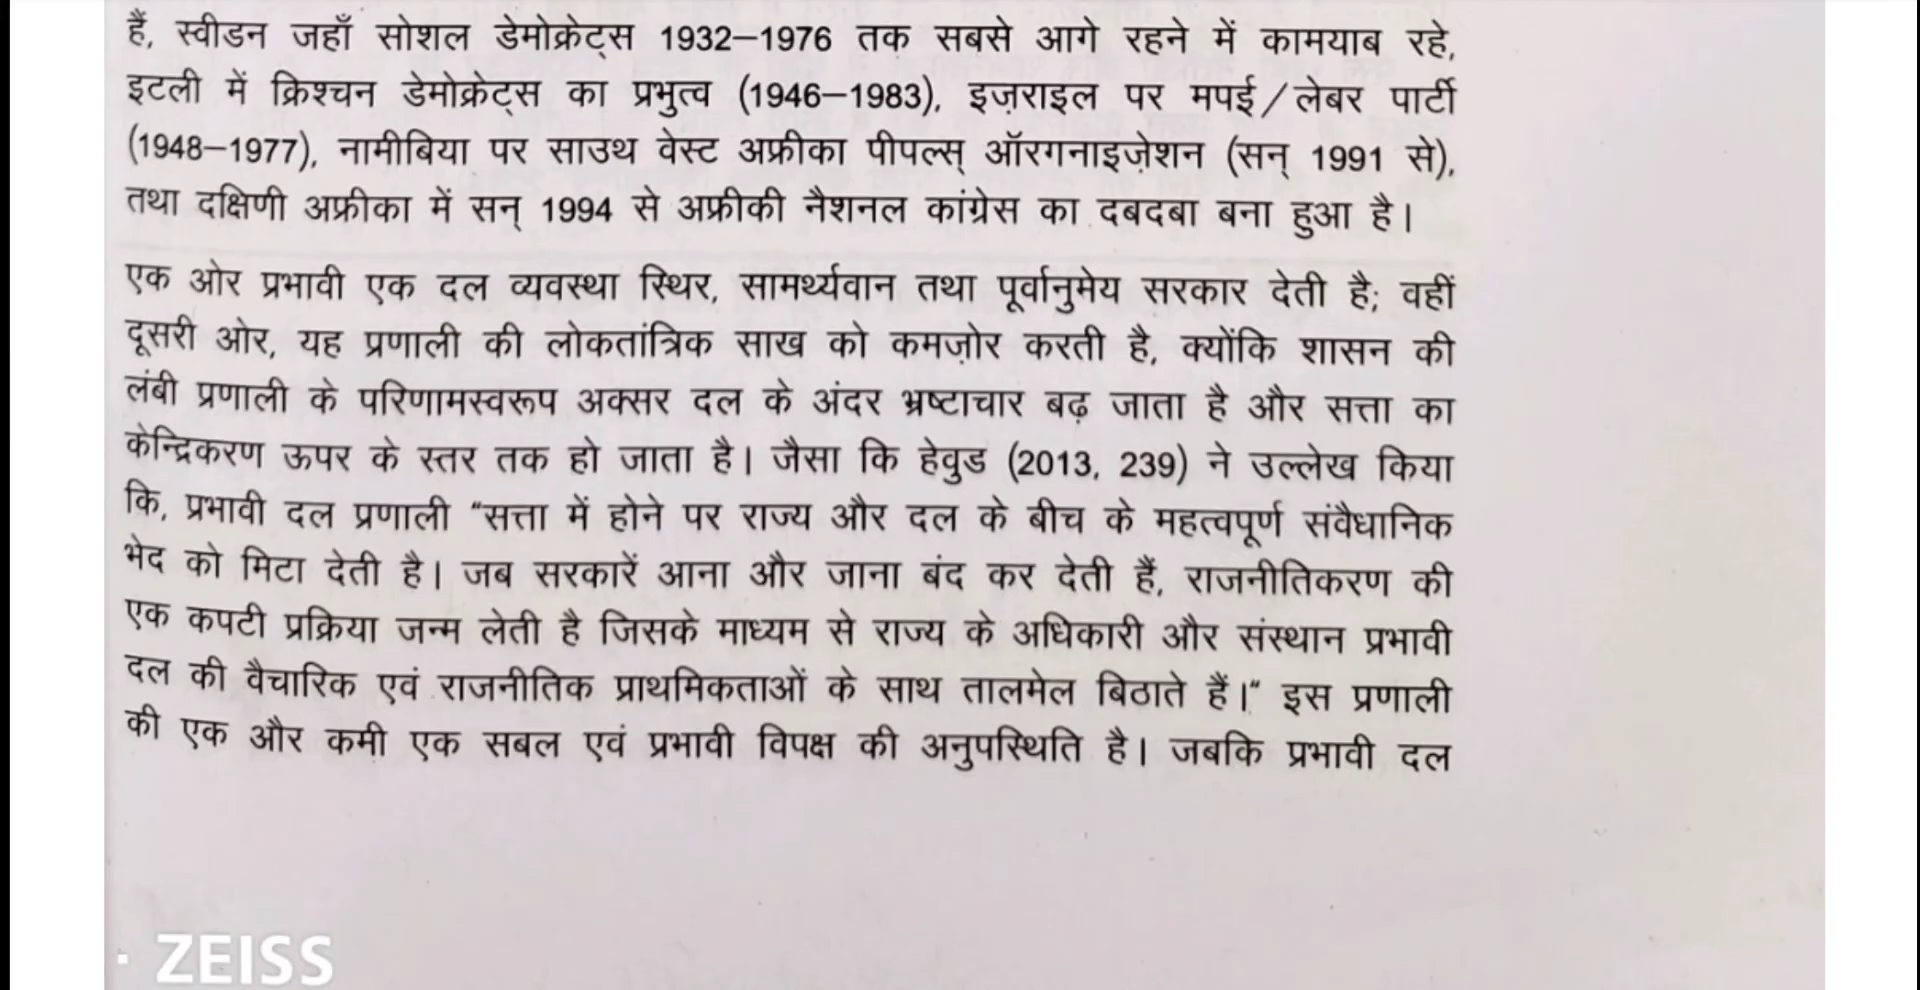 हैं, स्वीडन जहाँ सोशल डेमोक्रेट्स 1932–1976 तक सबसे आगे रहने में कामयाब रहे,
इटली में क्रिश्चन डेमोक्रेट्स का प्रभुत्व (1946–1983), इज़राइल पर मपई/लेबर पार्टी
(1948–1977), नामीबिया पर साउथ वेस्ट अफ्रीका पीपल्स् ऑरगनाइज़ेशन (सन् 1991 से),
तथा दक्षिणी अफ्रीका में सन् 1994 से अफ्रीकी नैशनल कांग्रेस का दबदबा बना हुआ है।
एक ओर प्रभावी एक दल व्यवस्था स्थिर, सामर्थ्यवान तथा पूर्वानुमेय सरकार देती है; वहीं
दूसरी ओर, यह प्रणाली की लोकतांत्रिक साख को कमज़ोर करती है, क्योंकि शासन की
लंबी प्रणाली के परिणामस्वरूप अक्सर दल के अंदर भ्रष्टाचार बढ़ जाता है और सत्ता का
केन्द्रिकरण ऊपर के स्तर तक हो जाता है। जैसा कि हेवुड (2013, 239) ने उल्लेख किया
कि, प्रभावी दल प्रणाली “सत्ता में होने पर राज्य और दल के बीच के महत्वपूर्ण संवैधानिक
भेद को मिटा देती है। जब सरकारें आना और जाना बंद कर देती हैं, राजनीतिकरण की
एक कपटी प्रक्रिया जन्म लेती है जिसके माध्यम से राज्य के अधिकारी और संस्थान प्रभावी
दल की वैचारिक एवं राजनीतिक प्राथमिकताओं के साथ तालमेल बिठाते हैं।“ इस प्रणाली
की एक और कमी एक सबल एवं प्रभावी विपक्ष की अनुपस्थिति है। जबकि प्रभावी दल
ZEISS